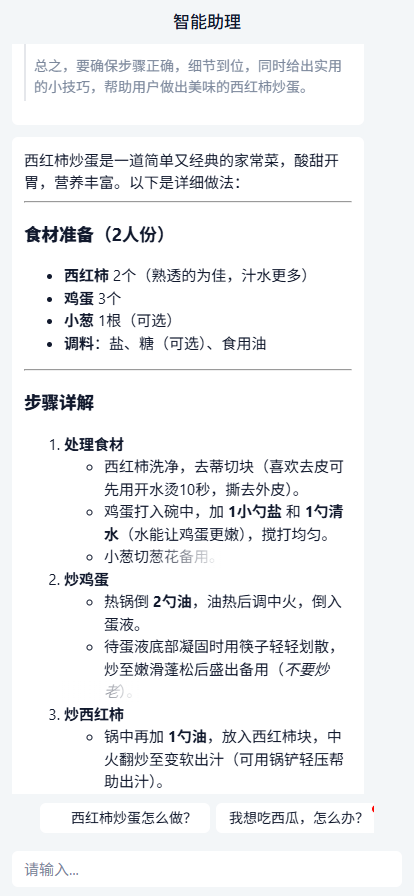 智能助理
总之，要确保步骤正确，细节到位，同时给出实用
的小技巧，帮助用户做出美味的西红柿炒蛋。
西红柿炒蛋是一道简单又经典的家常菜，酸甜开
胃，营养丰富。以下是详细做法：
食材准备（2人份）
• 西红柿 2个（熟透的为佳，汁水更多）
• 鸡蛋 3个
• 小葱 1根（可选）
• 调料：盐、糖（可选）、食用油
步骤详解
1. 处理食材
○ 西红柿洗净，去蒂切块（喜欢去皮可
先用开水烫10秒，撕去外皮）。
○ 鸡蛋打入碗中，加 1小勺盐 和 1勺清
水（水能让鸡蛋更嫩），搅打均匀。
○ 小葱切葱花备用。
2. 炒鸡蛋
○ 热锅倒 2勺油，油热后调中火，倒入
蛋液。
○ 待蛋液底部凝固时用筷子轻轻划散，
炒至嫩滑蓬松后盛出备用（不要炒
老）。
3. 炒西红柿
○ 锅中再加 1勺油，放入西红柿块，中
火翻炒至变软出汁（可用锅铲轻压帮
助出汁）。
西红柿炒蛋怎么做？
我想吃西瓜，怎么办？
请输入...